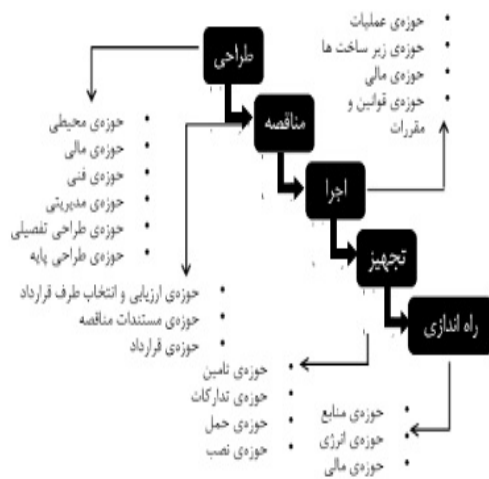 طراحی
حوزه‌ی محیطی
حوزه‌ی مالی
حوزه‌ی فنی
حوزه‌ی مدیریتی
حوزه‌ی طراحی تفصیلی
حوزه‌ی طراحی پایه
مناقصه
حوزه‌ی ارزیابی و انتخاب طرف قرارداد
حوزه‌ی مستندات مناقصه
حوزه‌ی قرارداد
اجرا
حوزه‌ی عملیات
حوزه‌ی زیر ساخت ها
حوزه‌ی مالی
حوزه‌ی قوانین و
مقررات
تجهیز
حوزه‌ی تامین
حوزه‌ی تدارکات
حوزه‌ی حمل
حوزه‌ی نصب
راه اندازی
حوزه‌ی منابع
حوزه‌ی انرژی
حوزه‌ی مالی